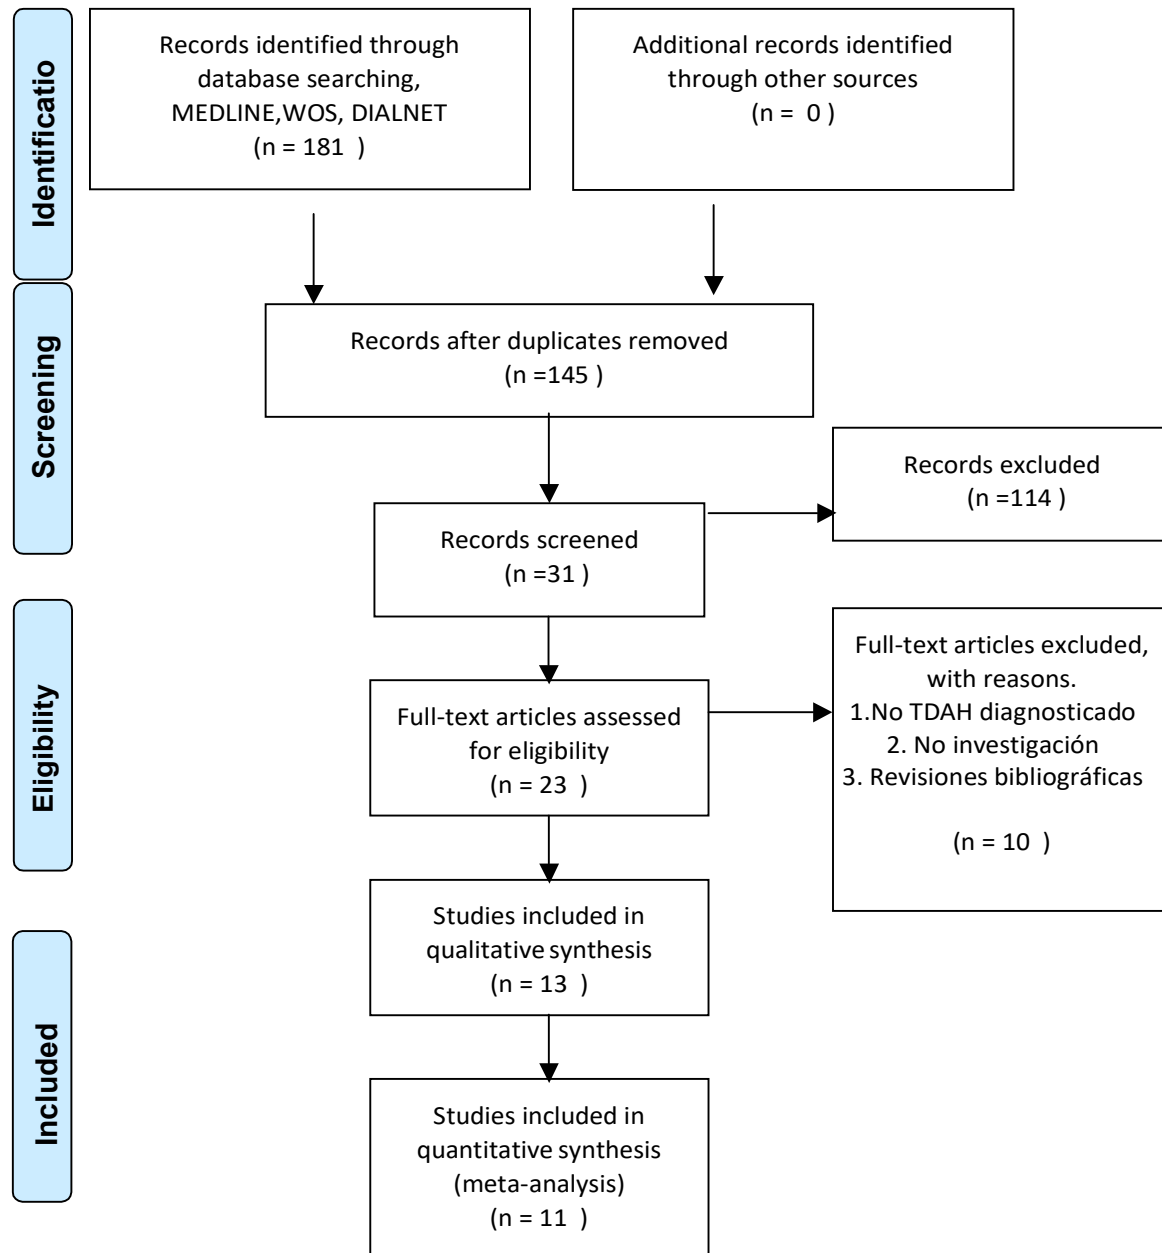 Identificatio
Records identified through
database searching,
MEDLINE,WOS, DIALNET
(n = 181 )
Additional records identified
through other sources
(n = 0 )
Screening
Records after duplicates removed
(n =145 )
Records screened
(n =31 )
Records excluded
(n =114 )
Eligibility
Full-text articles assessed
for eligibility
(n = 23 )
Full-text articles excluded,
with reasons.
1.No TDAH diagnosticado
2. No investigación
3. Revisiones bibliográficas
(n = 10 )
Included
Studies included in
qualitative synthesis
(n = 13 )
Studies included in
quantitative synthesis
(meta-analysis)
(n = 11 )